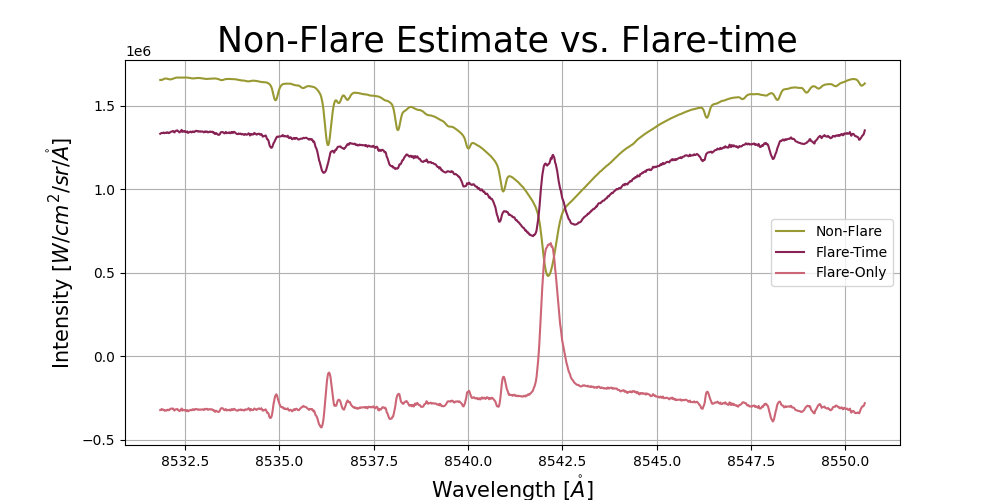 Non-Flare Estimate vs. Flare-time
1e6
1.5
1.0
0.5
0.0
−0.5
Intensity [W/cm²/sr/Å]
Non-Flare
Flare-Time
Flare-Only
8532.5 8535.0 8537.5 8540.0 8542.5 8545.0 8547.5 8550.0
Wavelength [Å]